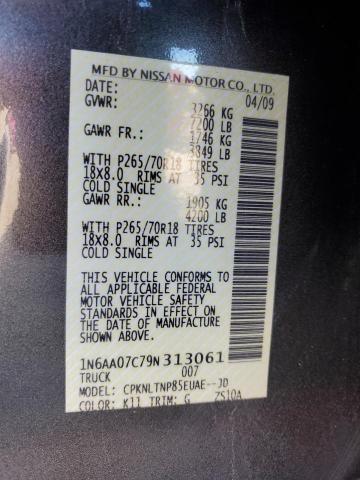 MFD BY NISSAN MOTOR CO., LTD.
DATE: 04/09
GVWR: 3266 KG
7200 LB
GAWR FR.: 1746 KG
3849 LB
WITH P265/70R18 TIRES
18X8.0 RIMS AT 35 PSI
COLD SINGLE
GAWR RR.: 1905 KG
4200 LB
WITH P265/70R18 TIRES
18X8.0 RIMS AT 35 PSI
COLD SINGLE
THIS VEHICLE CONFORMS TO
ALL APPLICABLE FEDERAL
MOTOR VEHICLE SAFETY
STANDARDS IN EFFECT ON
THE DATE OF MANUFACTURE
SHOWN ABOVE
1N6AA07C79N313061
TRUCK 007
MODEL: CPKNLTNP85EUAE--JD
COLOR: K11 TRIM: G ZS10A